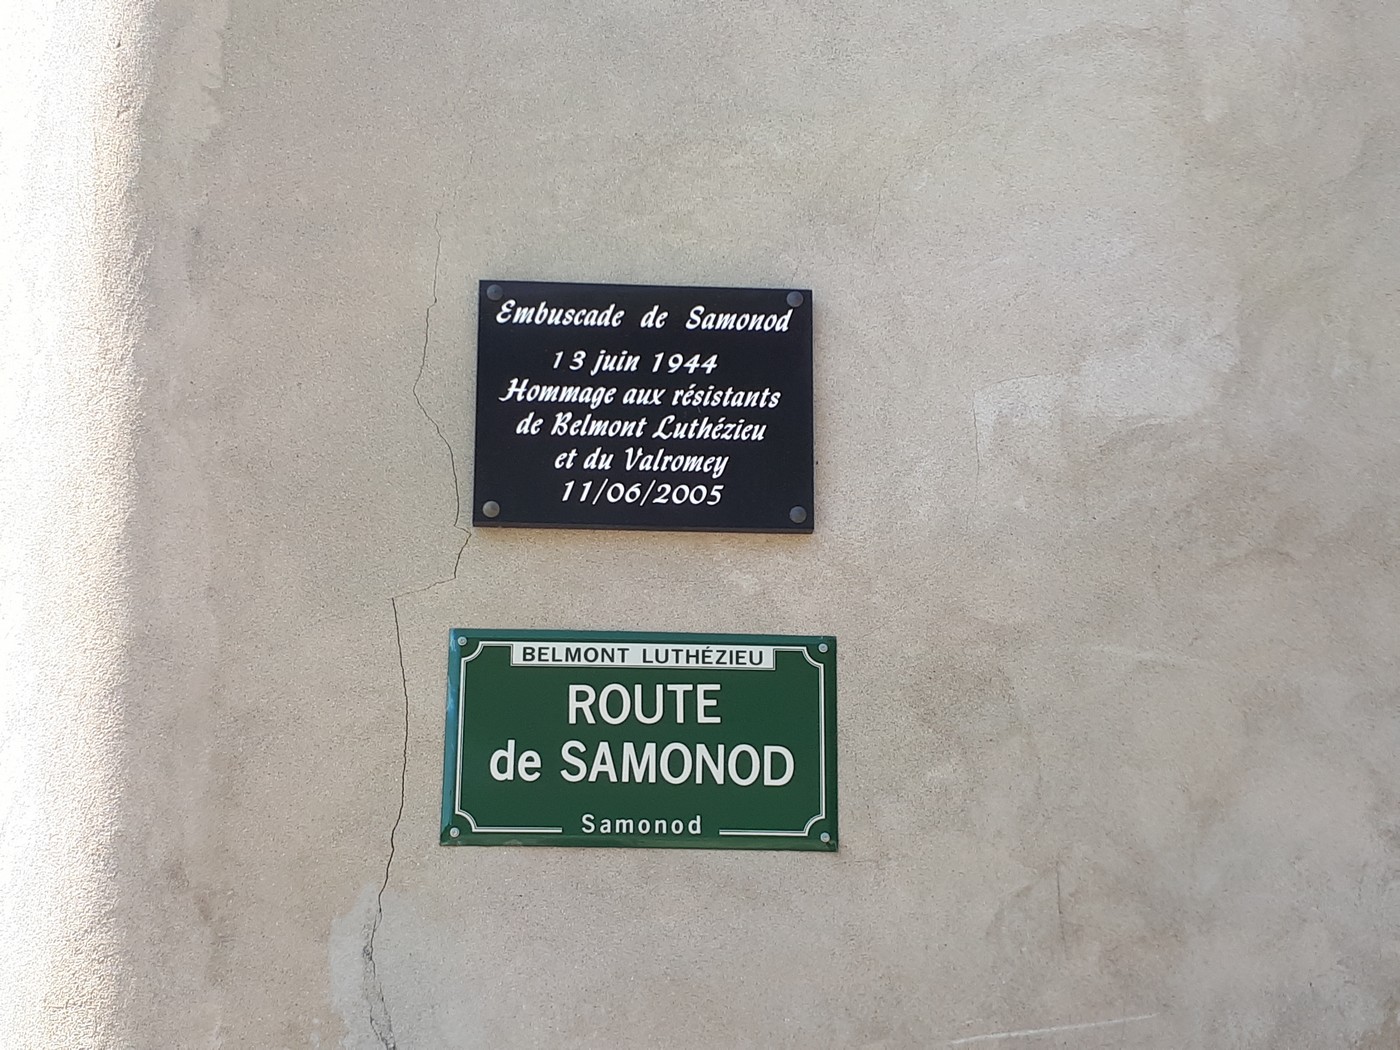 Embuscade de Samonod
13 juin 1944
Hommage aux résistants
de Belmont Luthézieu
et du Valromey
11/06/2005
BELMONT LUTHÉZIEU
ROUTE
de SAMONOD
Samonod